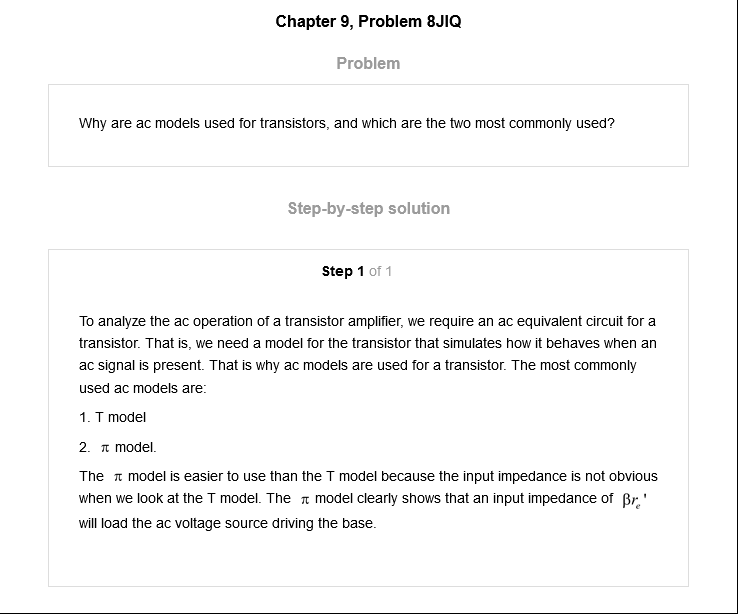 Chapter 9, Problem 8JIQ
Problem
Why are ac models used for transistors, and which are the two most commonly used?
Step-by-step solution
Step 1 of 1
To analyze the ac operation of a transistor amplifier, we require an ac equivalent circuit for a
transistor. That is, we need a model for the transistor that simulates how it behaves when an
ac signal is present. That is why ac models are used for a transistor. The most commonly
used ac models are:
1. T model
2. π model.
The π model is easier to use than the T model because the input impedance is not obvious
when we look at the T model. The π model clearly shows that an input impedance of βrₑ'
will load the ac voltage source driving the base.